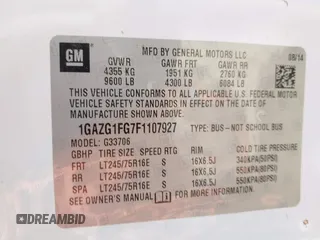 GM
MFD BY GENERAL MOTORS LLC
GVWR GAWR FRT GAWR RR 08/14
4355 KG 1951 KG 2760 KG
9600 LB 4300 LB 6084 LB
THIS VEHICLE CONFORMS TO ALL APPLICABLE U.S. FEDERAL MOTOR
VEHICLE SAFETY STANDARDS IN EFFECT ON THE DATE OF
MANUFACTURE SHOWN ABOVE.
1GAZG1FG7F1107927 TYPE: BUS—NOT SCHOOL BUS
MODEL: G33706
TIRE SIZE SPEED RTG RIM COLD TIRE PRESSURE
FRT LT245/75R16E S 16X6.5J 340KPA(50PSI)
RR LT245/75R16E S 16X6.5J 550KPA(80PSI)
SPA LT245/75R16E S 16X6.5J
SEE OWNER'S MANUAL FOR ADDITIONAL INFORMATION.
DREAMBID